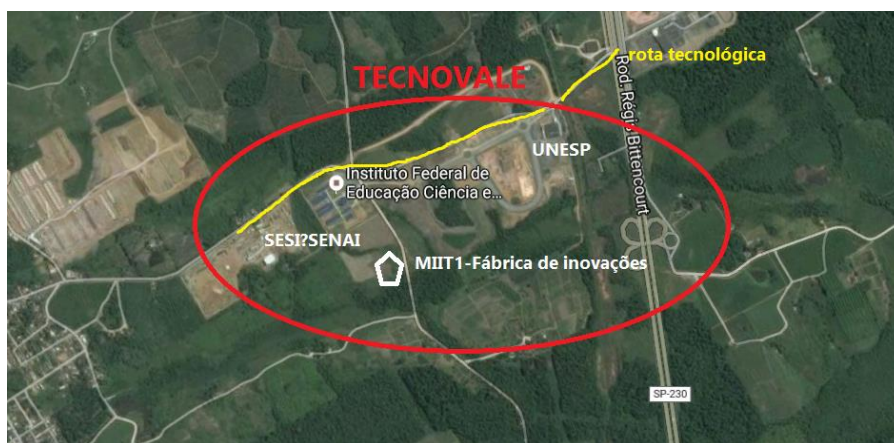 rota tecnológica
TECNOVALE
Rod. Régis Bittencourt
UNESP
Instituto Federal de
Educação Ciência e...
SESI?SENAI
MIIT1-Fábrica de inovações
SP-230